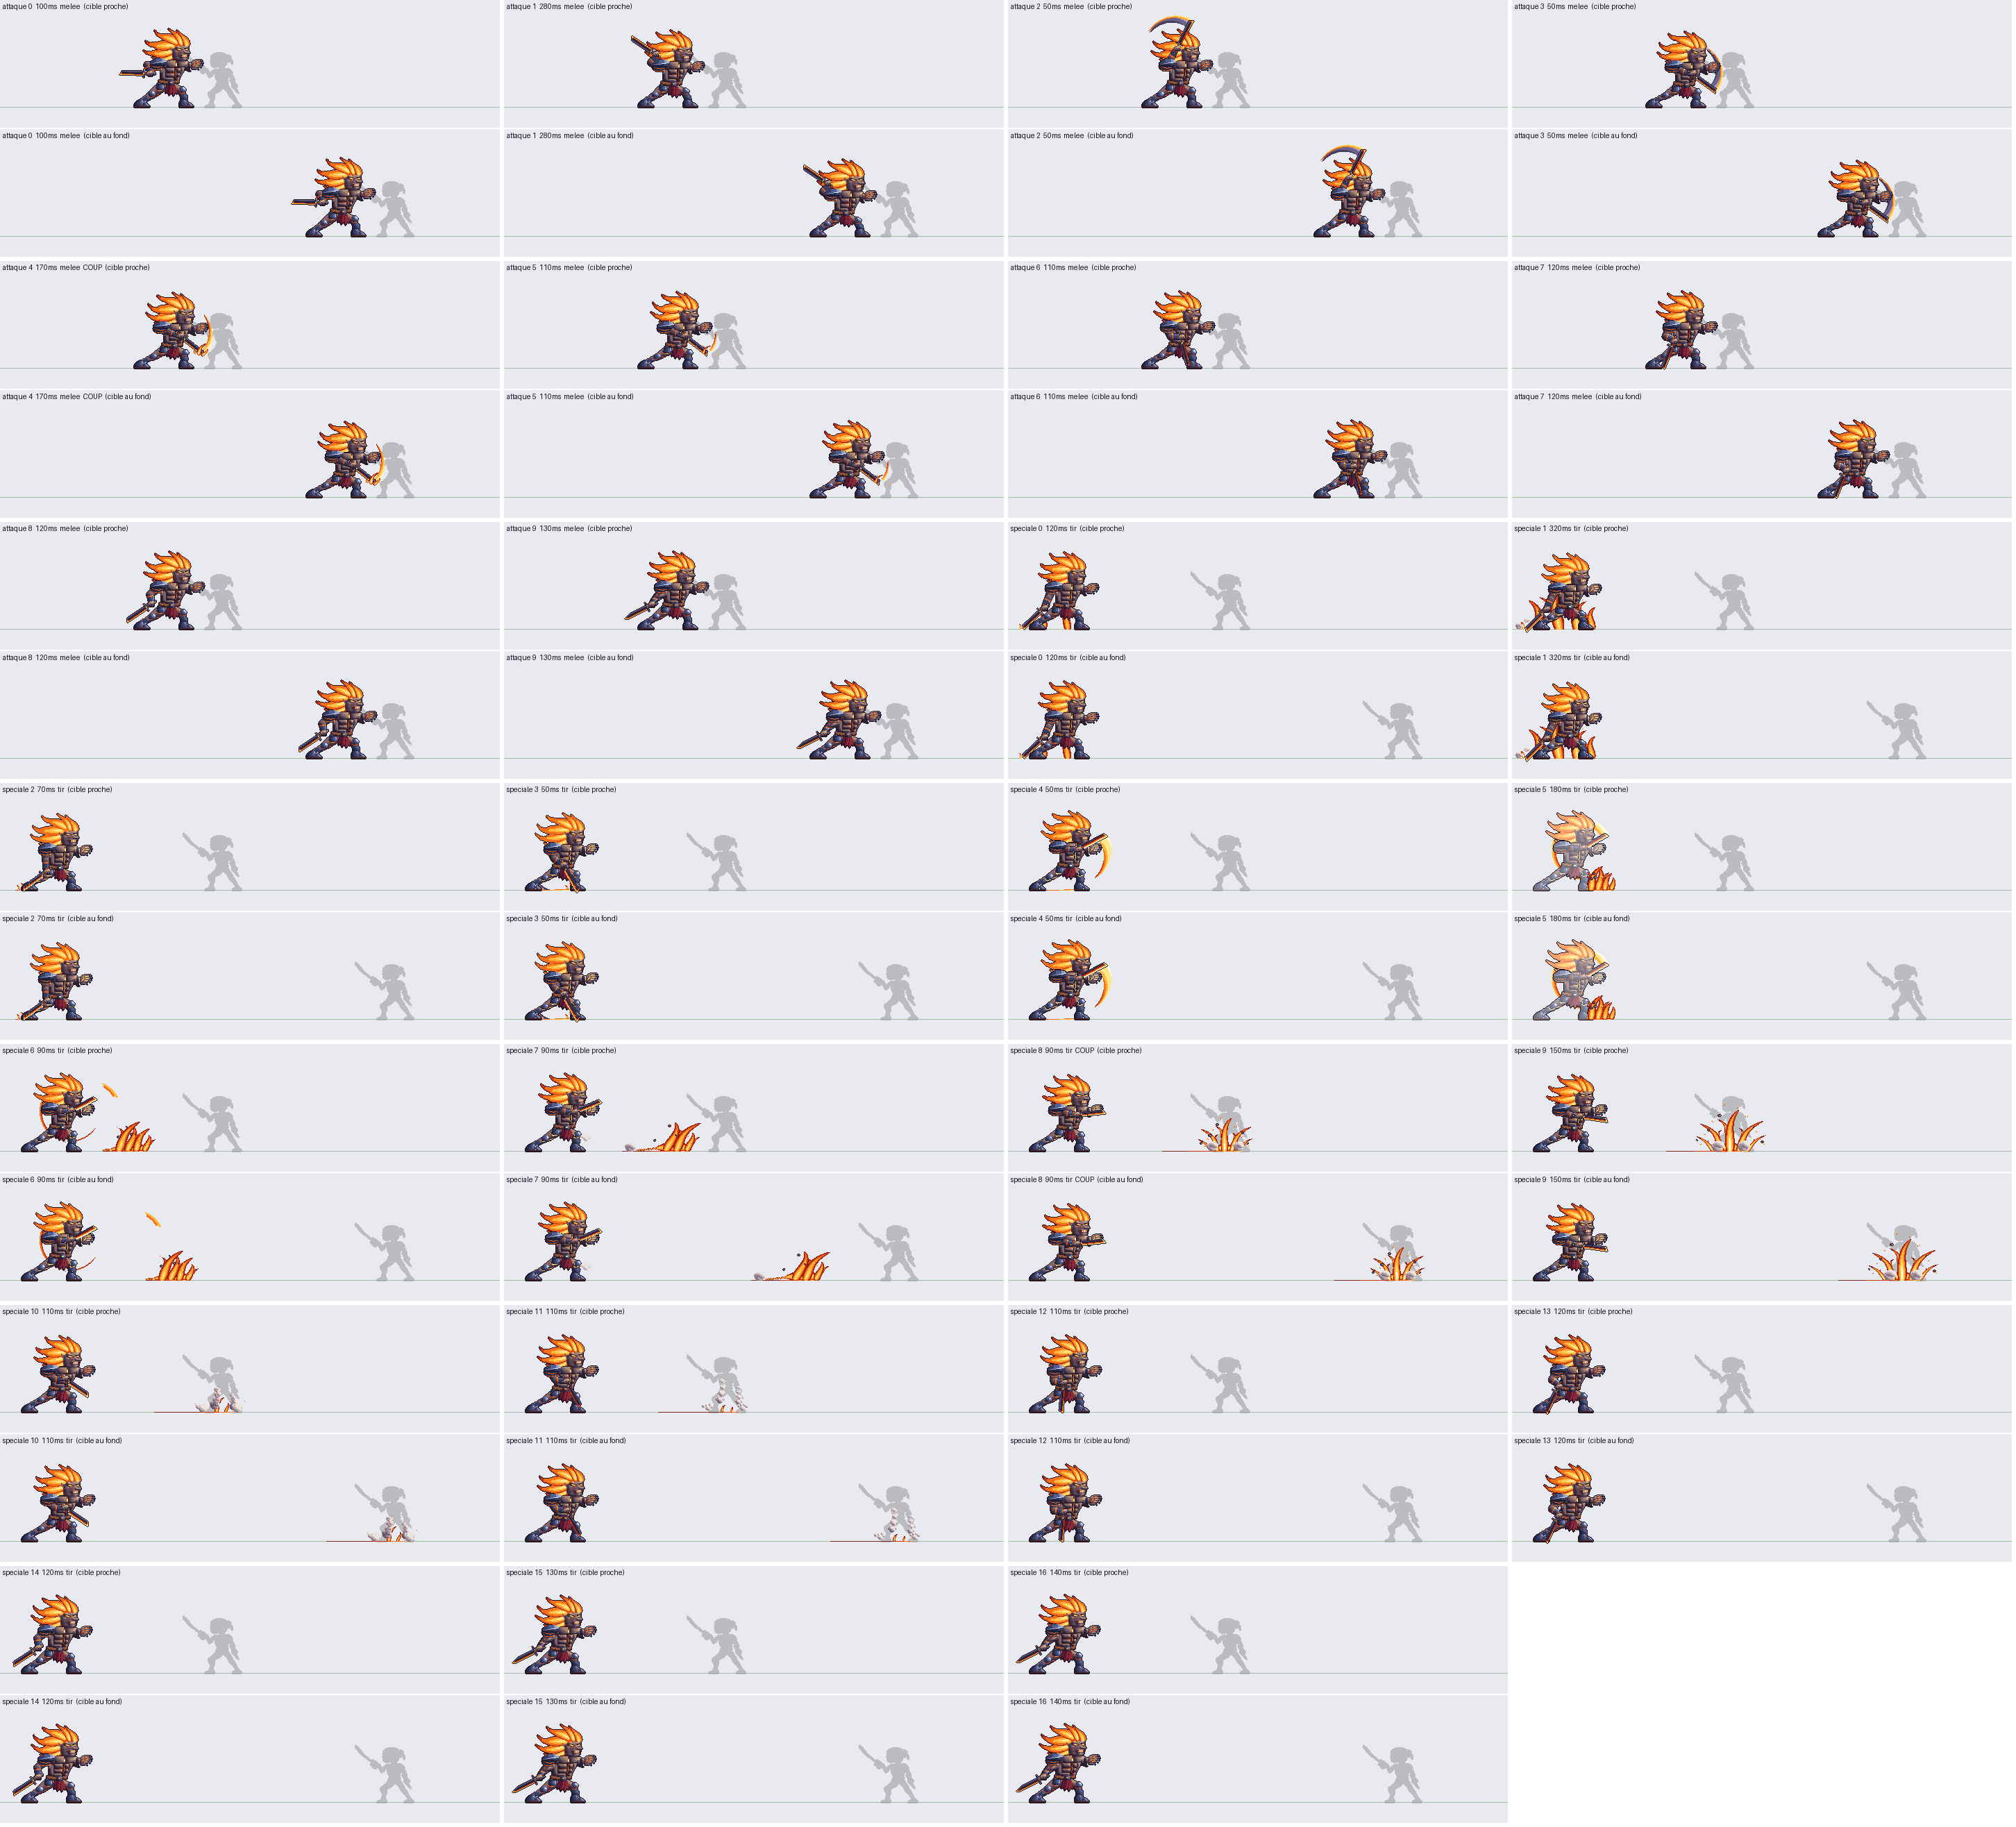 attaque 0 100ms melee (cible proche)
attaque 1 280ms melee (cible proche)
attaque 2 50ms melee (cible proche)
attaque 3 50ms melee (cible proche)
attaque 0 100ms melee (cible au fond)
attaque 1 280ms melee (cible au fond)
attaque 2 50ms melee (cible au fond)
attaque 3 50ms melee (cible au fond)
attaque 4 170ms melee COUP (cible proche)
attaque 5 110ms melee (cible proche)
attaque 6 110ms melee (cible proche)
attaque 7 120ms melee (cible proche)
attaque 4 170ms melee COUP (cible au fond)
attaque 5 110ms melee (cible au fond)
attaque 6 110ms melee (cible au fond)
attaque 7 120ms melee (cible au fond)
attaque 8 120ms melee (cible proche)
attaque 9 130ms melee (cible proche)
speciale 0 120ms tir (cible proche)
speciale 1 320ms tir (cible proche)
attaque 8 120ms melee (cible au fond)
attaque 9 130ms melee (cible au fond)
speciale 0 120ms tir (cible au fond)
speciale 1 320ms tir (cible au fond)
speciale 2 70ms tir (cible proche)
speciale 3 50ms tir (cible proche)
speciale 4 50ms tir (cible proche)
speciale 5 180ms tir (cible proche)
speciale 2 70ms tir (cible au fond)
speciale 3 50ms tir (cible au fond)
speciale 4 50ms tir (cible au fond)
speciale 5 180ms tir (cible au fond)
speciale 6 90ms tir (cible proche)
speciale 7 90ms tir (cible proche)
speciale 8 90ms tir COUP (cible proche)
speciale 9 150ms tir (cible proche)
speciale 6 90ms tir (cible au fond)
speciale 7 90ms tir (cible au fond)
speciale 8 90ms tir COUP (cible au fond)
speciale 9 150ms tir (cible au fond)
speciale 10 110ms tir (cible proche)
speciale 11 110ms tir (cible proche)
speciale 12 110ms tir (cible proche)
speciale 13 120ms tir (cible proche)
speciale 10 110ms tir (cible au fond)
speciale 11 110ms tir (cible au fond)
speciale 12 110ms tir (cible au fond)
speciale 13 120ms tir (cible au fond)
speciale 14 120ms tir (cible proche)
speciale 15 130ms tir (cible proche)
speciale 16 140ms tir (cible proche)
speciale 14 120ms tir (cible au fond)
speciale 15 130ms tir (cible au fond)
speciale 16 140ms tir (cible au fond)